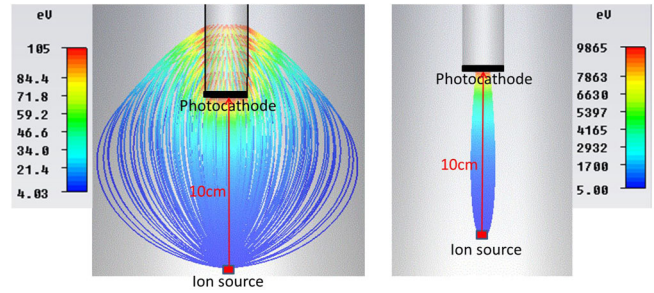 eV
105
84.4
71.8
59.2
46.6
34.0
21.4
4.03
Photocathode
10cm
Ion source
eV
9865
7863
6630
5397
4165
2932
1700
5.00
Photocathode
10cm
Ion source